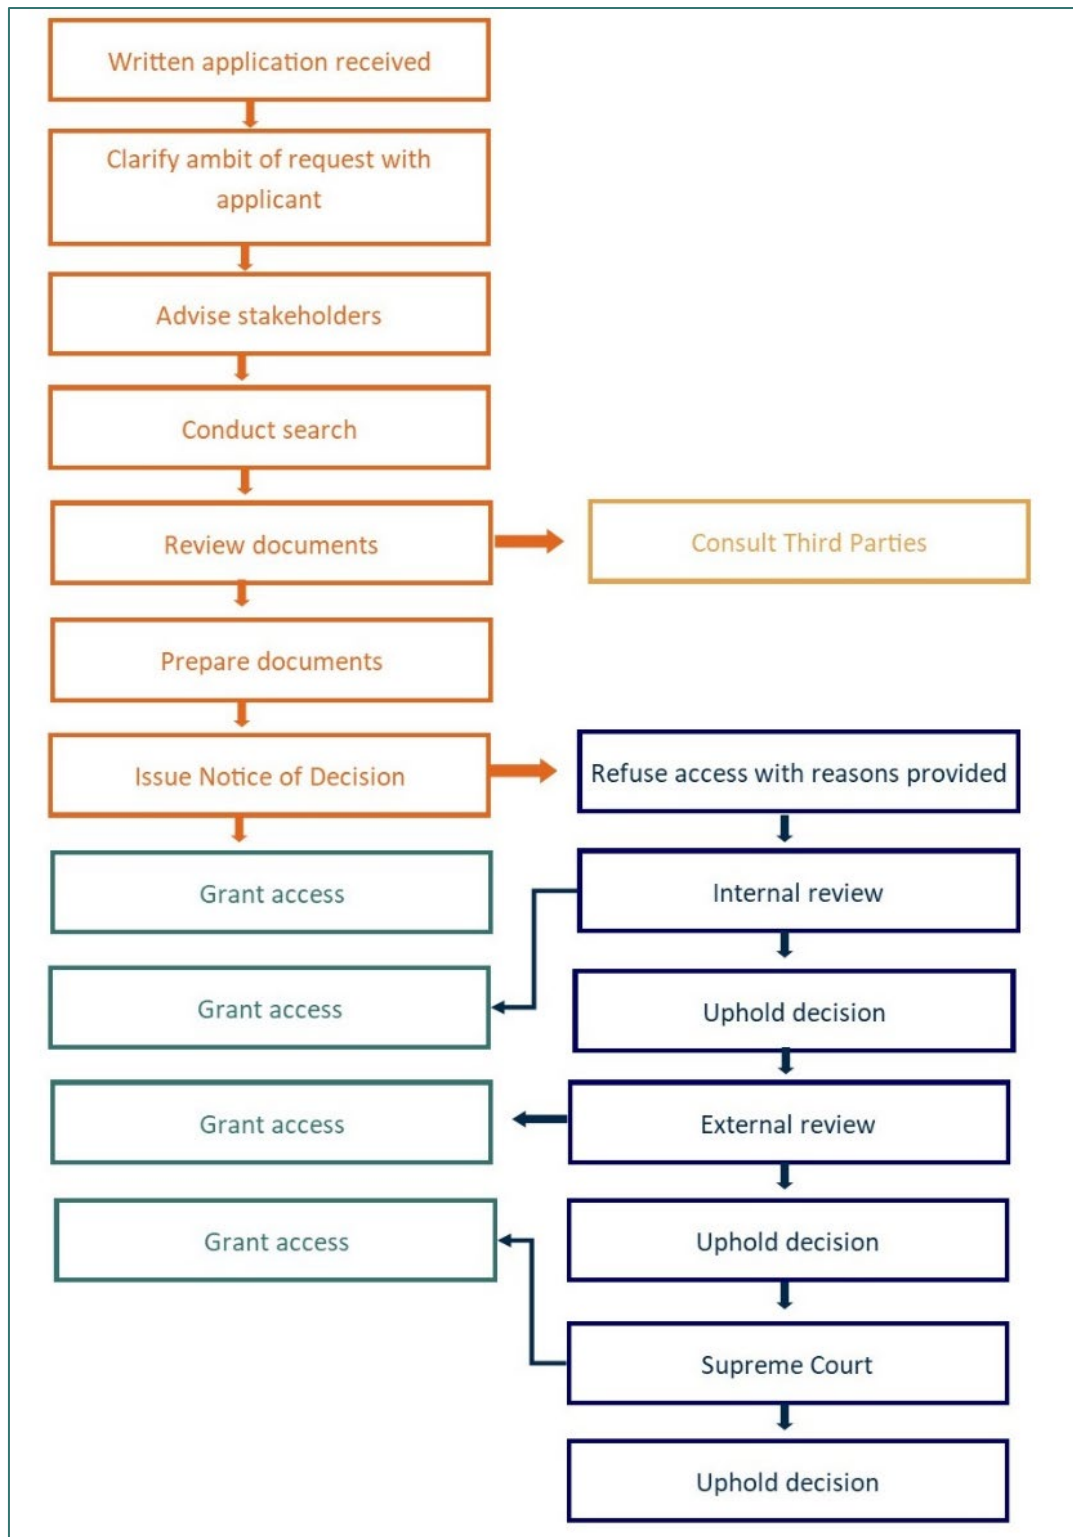 Written application received
Clarify ambit of request with
applicant
Advise stakeholders
Conduct search
Review documents
Consult Third Parties
Prepare documents
Issue Notice of Decision
Refuse access with reasons provided
Grant access
Internal review
Grant access
Uphold decision
Grant access
External review
Grant access
Uphold decision
Supreme Court
Uphold decision